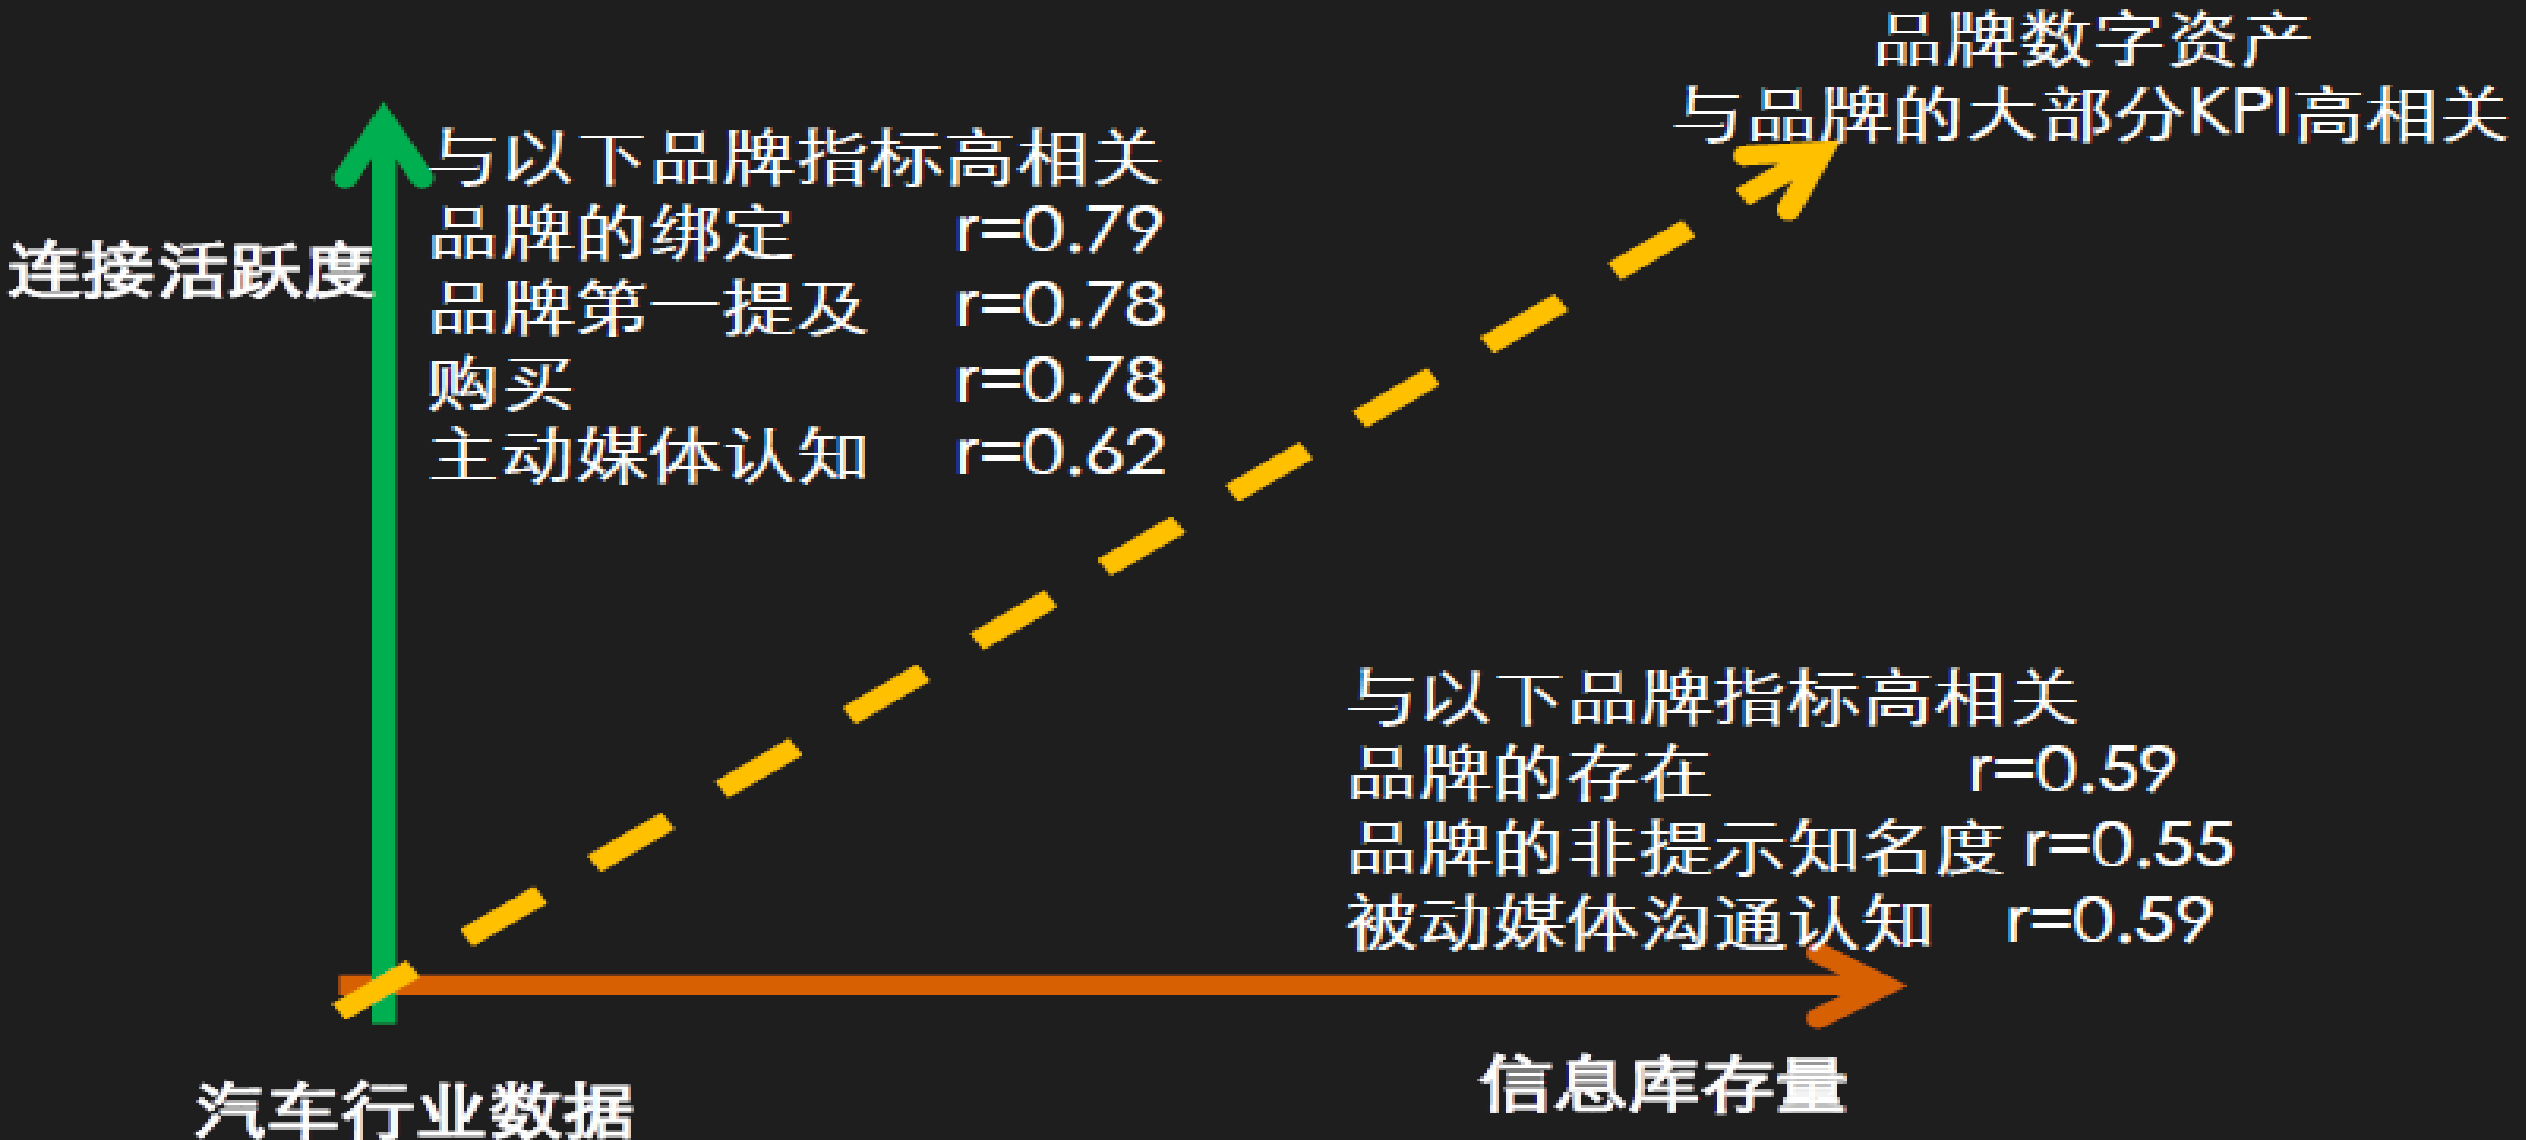 品牌数字资产
与品牌的大部分KPI高相关
与以下品牌指标高相关
品牌的绑定 r=0.79
品牌第一提及 r=0.78
购买 r=0.78
主动媒体认知 r=0.62
连接活跃度
与以下品牌指标高相关
品牌的存在 r=0.59
品牌的非提示知名度 r=0.55
被动媒体沟通认知 r=0.59
信息库存量
汽车行业数据